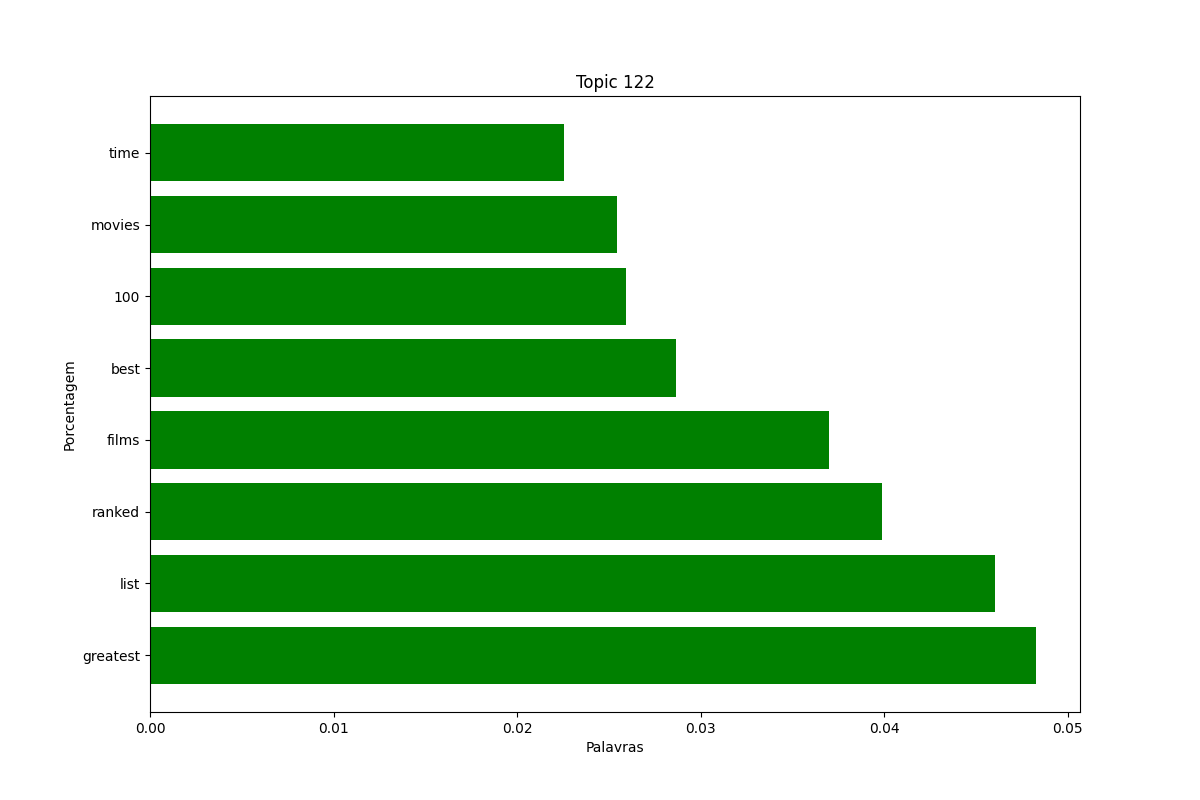 Topic 122
time
movies
100
best
films
ranked
list
greatest
Porcentagem
0.00 0.01 0.02 0.03 0.04 0.05
Palavras